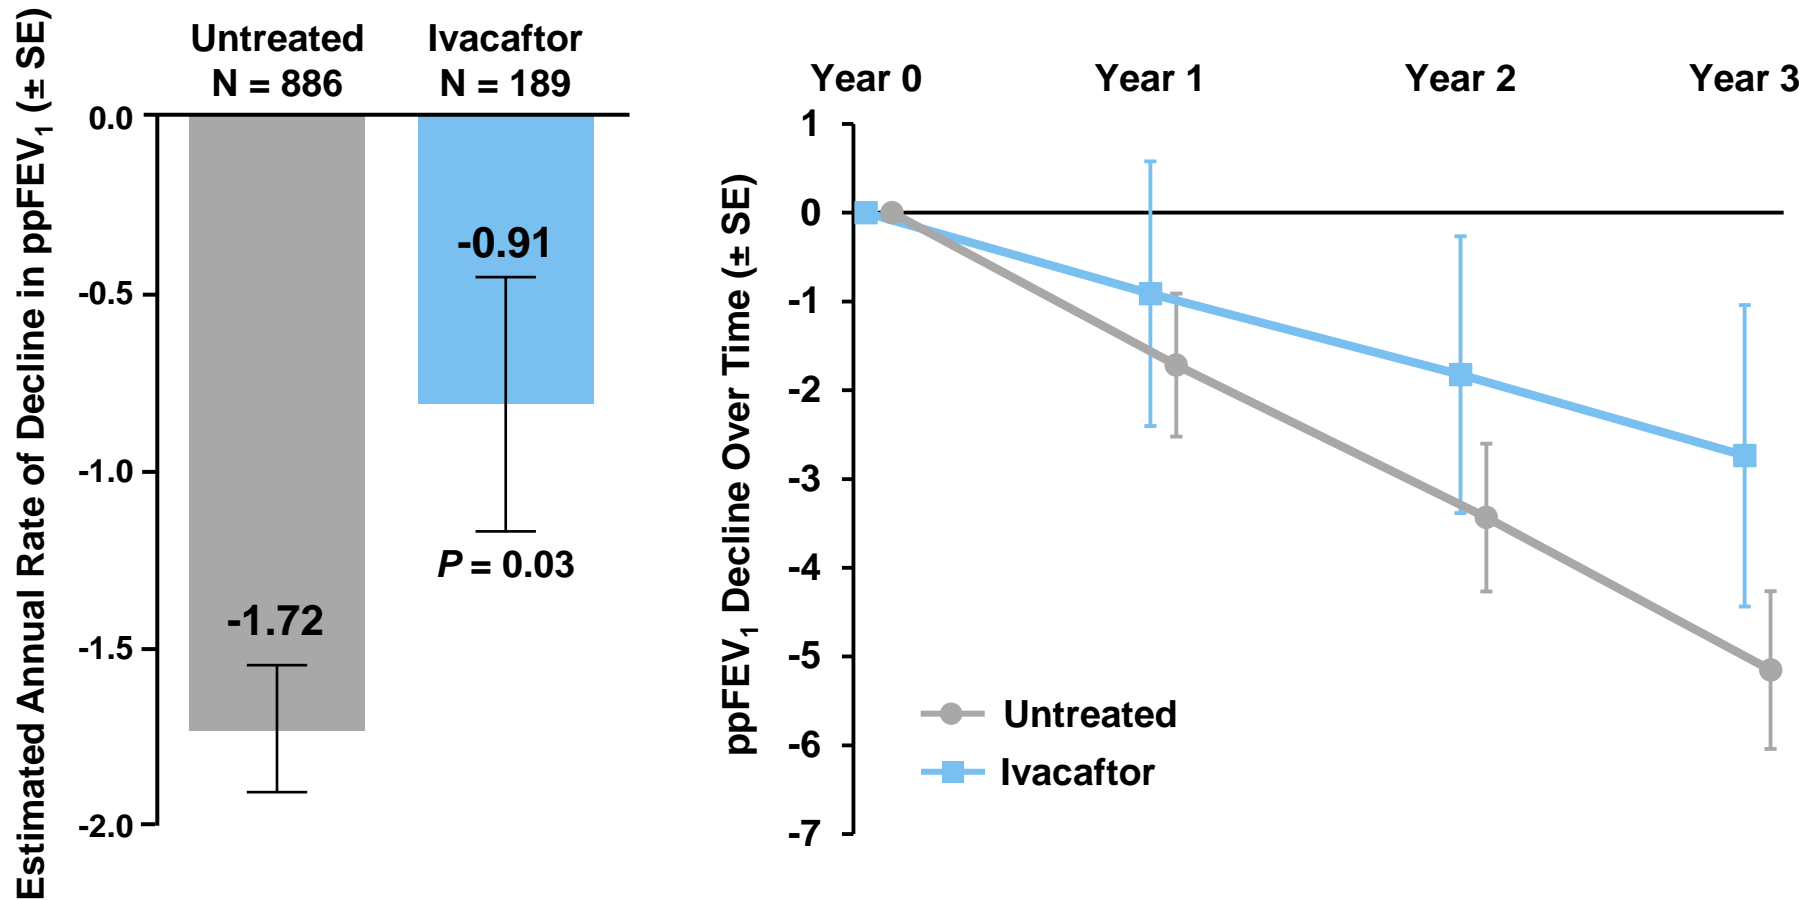 Estimated Annual Rate of Decline in ppFEV1 (± SE)
Untreated
N = 886
Ivacaftor
N = 189
0.0
-0.5
-1.0
-1.5
-2.0
-0.91
P = 0.03
-1.72
ppFEV1 Decline Over Time (± SE)
Year 0
Year 1
Year 2
Year 3
1
0
-1
-2
-3
-4
-5
-6
-7
Untreated
Ivacaftor